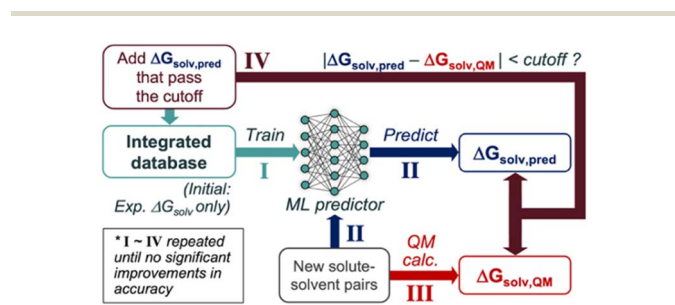 Add ΔGsolv,pred
that pass
the cutoff
IV
|ΔGsolv,pred – ΔGsolv,QM| < cutoff ?
Integrated
database
Train
I
Predict
II
ΔGsolv,pred
(Initial:
Exp. ΔGsolv only)
ML predictor
* I ~ IV repeated
until no significant
improvements in
accuracy
II
New solute-
solvent pairs
QM
calc.
III
ΔGsolv,QM